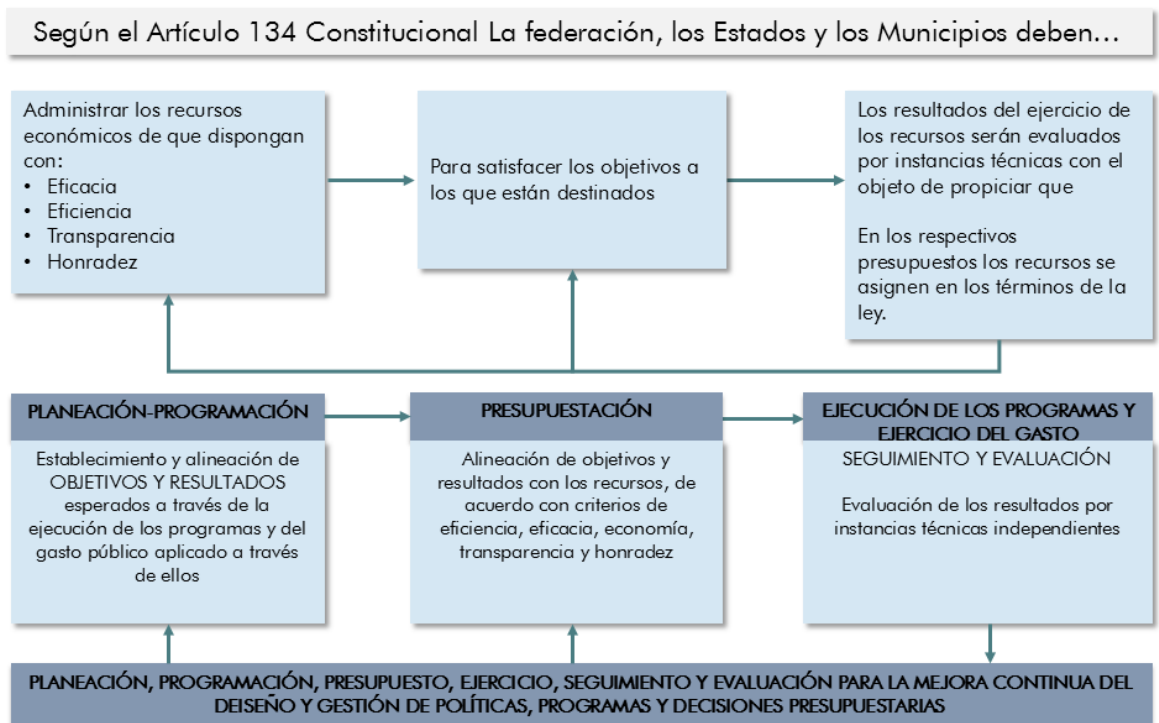 Según el Artículo 134 Constitucional La federación, los Estados y los Municipios deben...
Administrar los recursos
económicos de que dispongan
con:
• Eficacia
• Eficiencia
• Transparencia
• Honradez
Para satisfacer los objetivos a
los que están destinados
Los resultados del ejercicio de
los recursos serán evaluados
por instancias técnicas con el
objeto de propiciar que
En los respectivos
presupuestos los recursos se
asignen en los términos de la
ley.
PLANEACIÓN-PROGRAMACIÓN
Establecimiento y alineación de
OBJETIVOS Y RESULTADOS
esperados a través de la
ejecución de los programas y del
gasto público aplicado a través
de ellos
PRESUPUESTACIÓN
Alineación de objetivos y
resultados con los recursos, de
acuerdo con criterios de
eficiencia, eficacia, economía,
transparencia y honradez
EJECUCIÓN DE LOS PROGRAMAS Y
EJERCICIO DEL GASTO
SEGUIMIENTO Y EVALUACIÓN
Evaluación de los resultados por
instancias técnicas independientes
PLANEACIÓN, PROGRAMACIÓN, PRESUPUESTO, EJERCICIO, SEGUIMIENTO Y EVALUACIÓN PARA LA MEJORA CONTINUA DEL
DEISEÑO Y GESTIÓN DE POLÍTICAS, PROGRAMAS Y DECISIONES PRESUPUESTARIAS